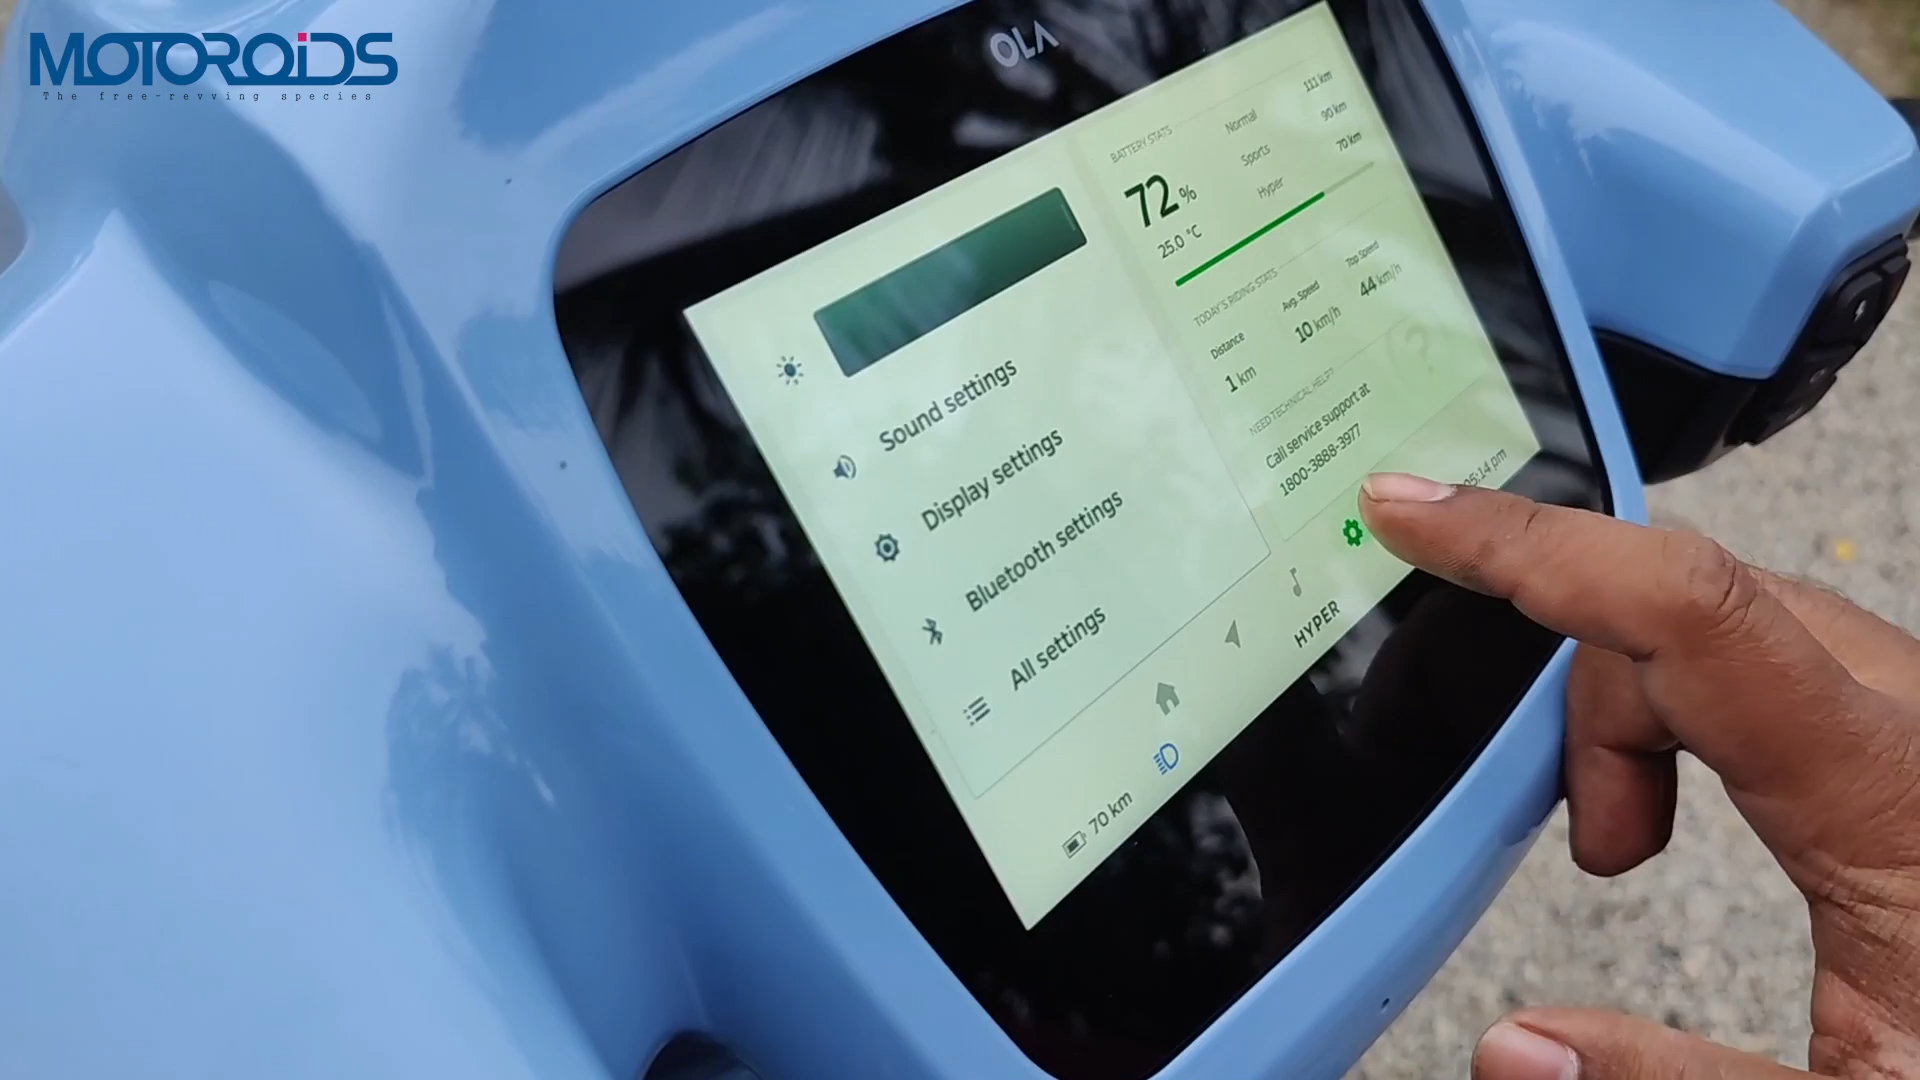 MOTOROiDS
The free-revving species
OLA
Sound settings
Display settings
Bluetooth settings
All settings
BATTERY STATS
72 %
25.0 °C
Normal 111 km
Sports 90 km
Hyper 70 km
TODAY'S RIDING STATS
Distance
1 km
Avg. Speed
10 km/h
Top Speed
44 km/h
NEED TECHNICAL HELP?
Call service support at
1800-3888-3977
?
70 km
HYPER
05:14 pm